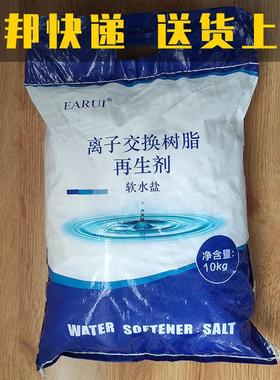 邦快递 送货上
EARUI®
离子交换树脂
再生剂
软水盐
净含量:
10kg
WATER SOFTENER SALT